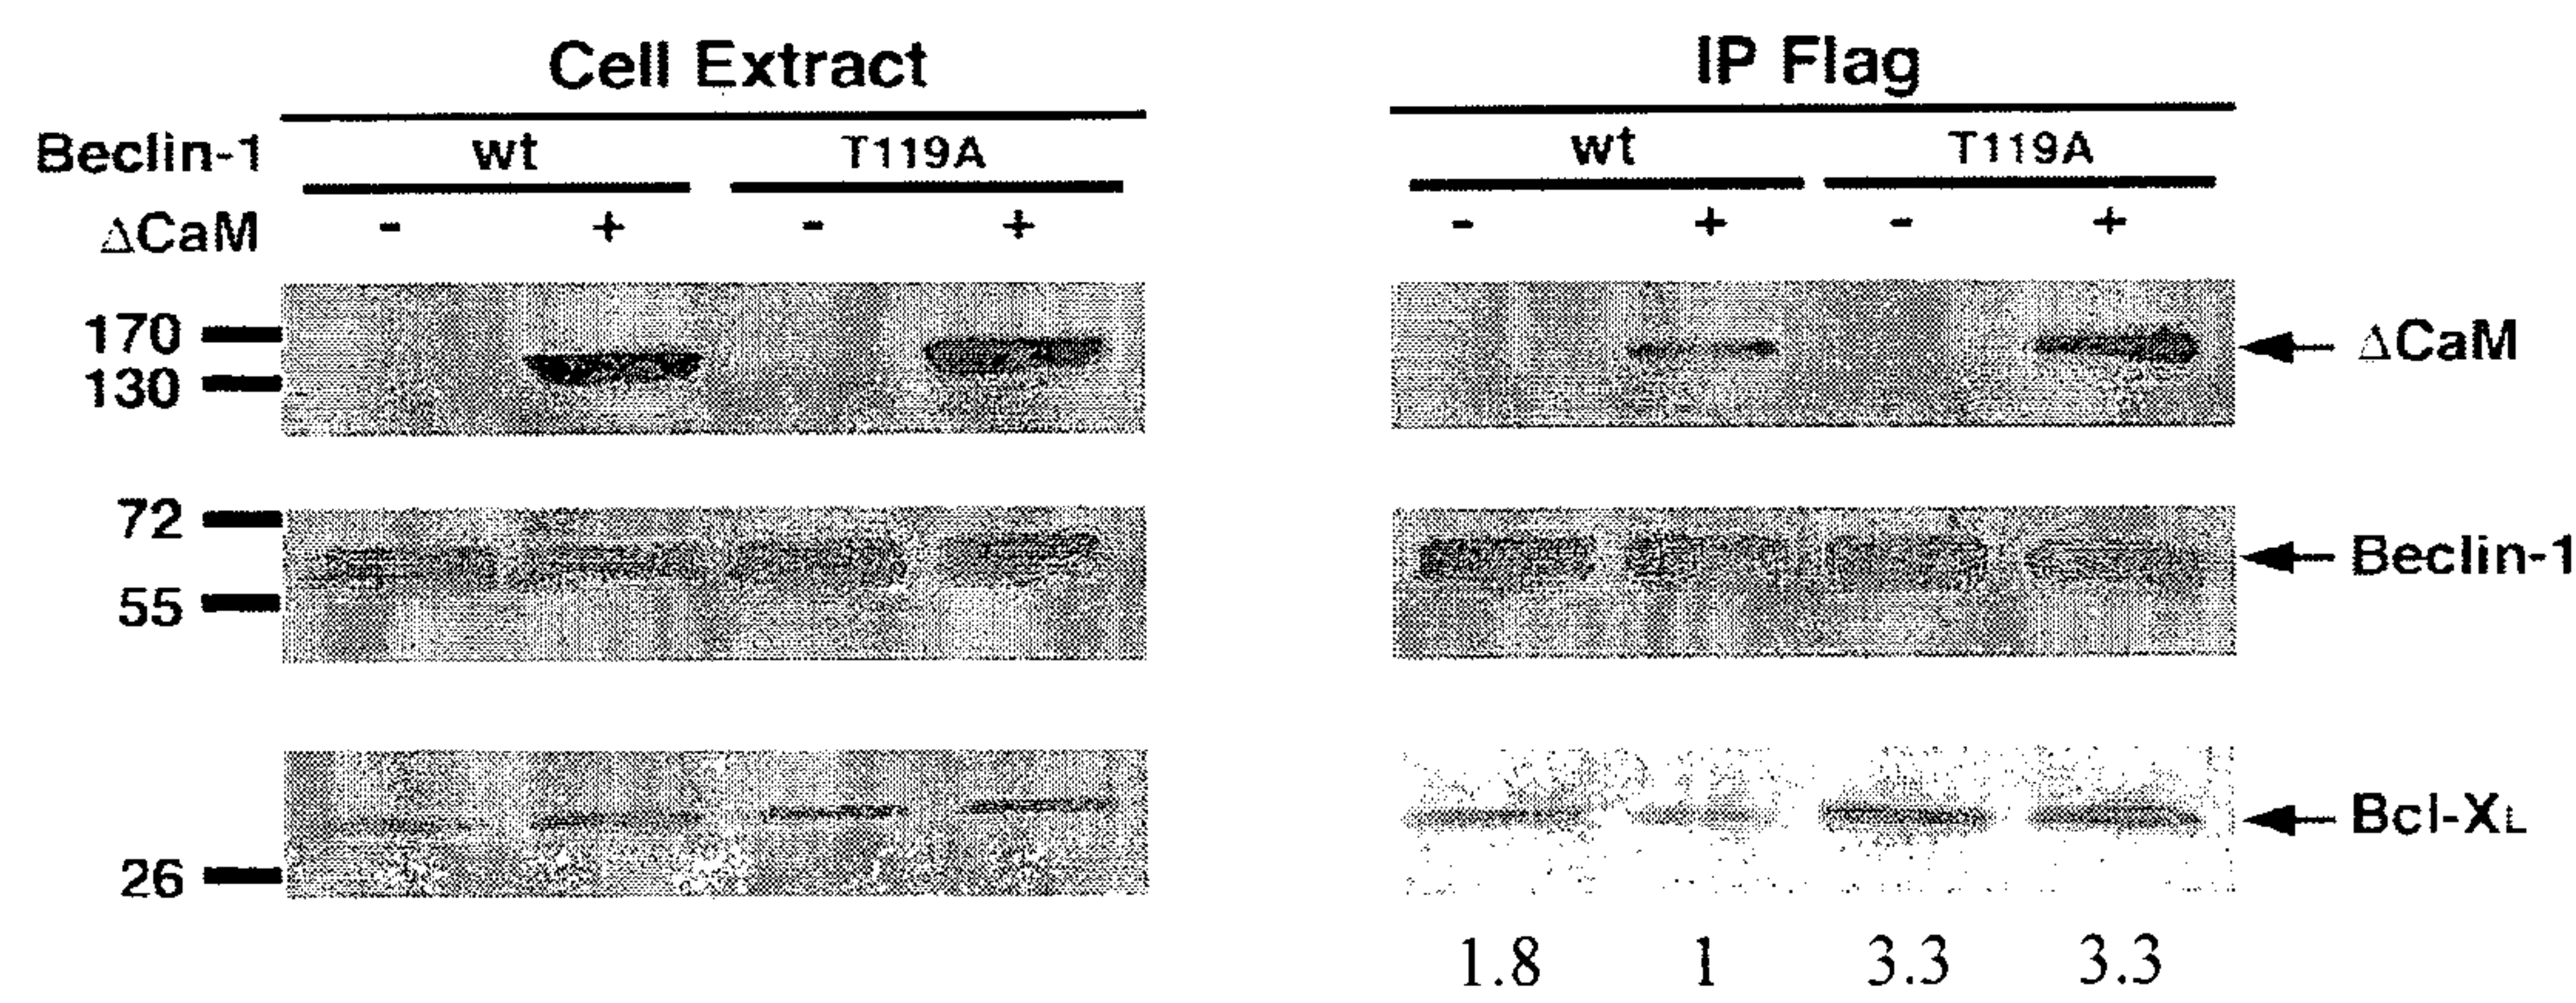 Cell Extract IP Flag
Beclin-1 wt T119A wt T119A
ΔCaM - + - + - + - +
170
ΔCaM
130
72
Beclin-1
55
Bcl-XL
26
1.8 1 3.3 3.3